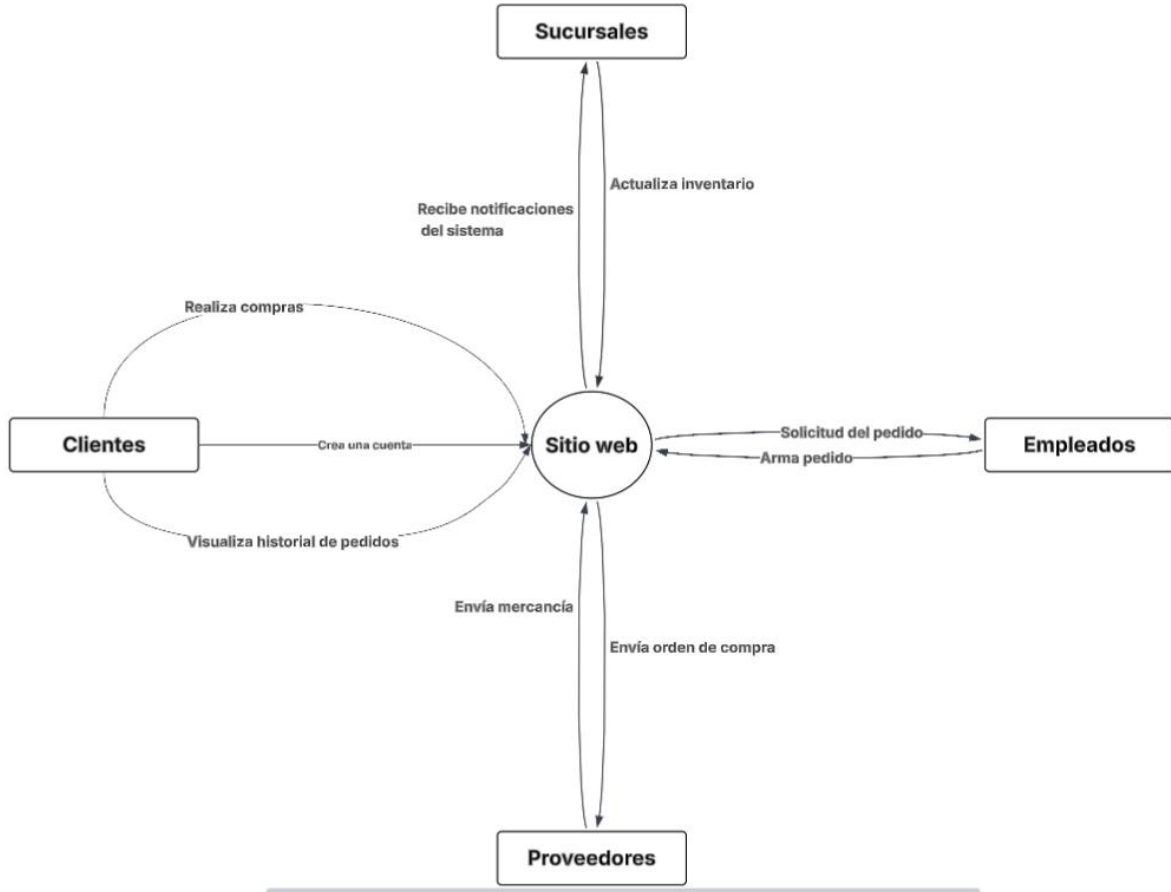 Sucursales
Actualiza inventario
Recibe notificaciones
del sistema
Realiza compras
Clientes
Crea una cuenta
Sitio web
Solicitud del pedido
Arma pedido
Empleados
Visualiza historial de pedidos
Envía mercancía
Envía orden de compra
Proveedores